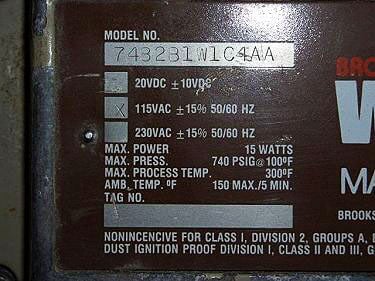 MODEL NO.
7432B1W1C4AA
20VDC ±10VDC
X 115VAC ±15% 50/60 HZ
230VAC ±15% 50/60 HZ
MAX. POWER 15 WATTS
MAX. PRESS. 740 PSIG@100°F
MAX. PROCESS TEMP. 300°F
AMB. TEMP. °F 150 MAX./5 MIN.
TAG NO.
NONINCENCIVE FOR CLASS I, DIVISION 2, GROUPS A, B
DUST IGNITION PROOF DIVISION I, CLASS II AND III, G
BRO
W
MA
BROOKS